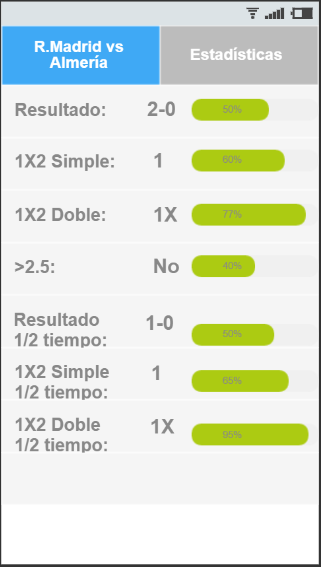 R.Madrid vs
Almería
Estadísticas
Resultado: 2-0 50%
1X2 Simple: 1 60%
1X2 Doble: 1X 77%
>2.5: No 40%
Resultado
1/2 tiempo: 1-0 50%
1X2 Simple
1/2 tiempo: 1 65%
1X2 Doble
1/2 tiempo: 1X 95%